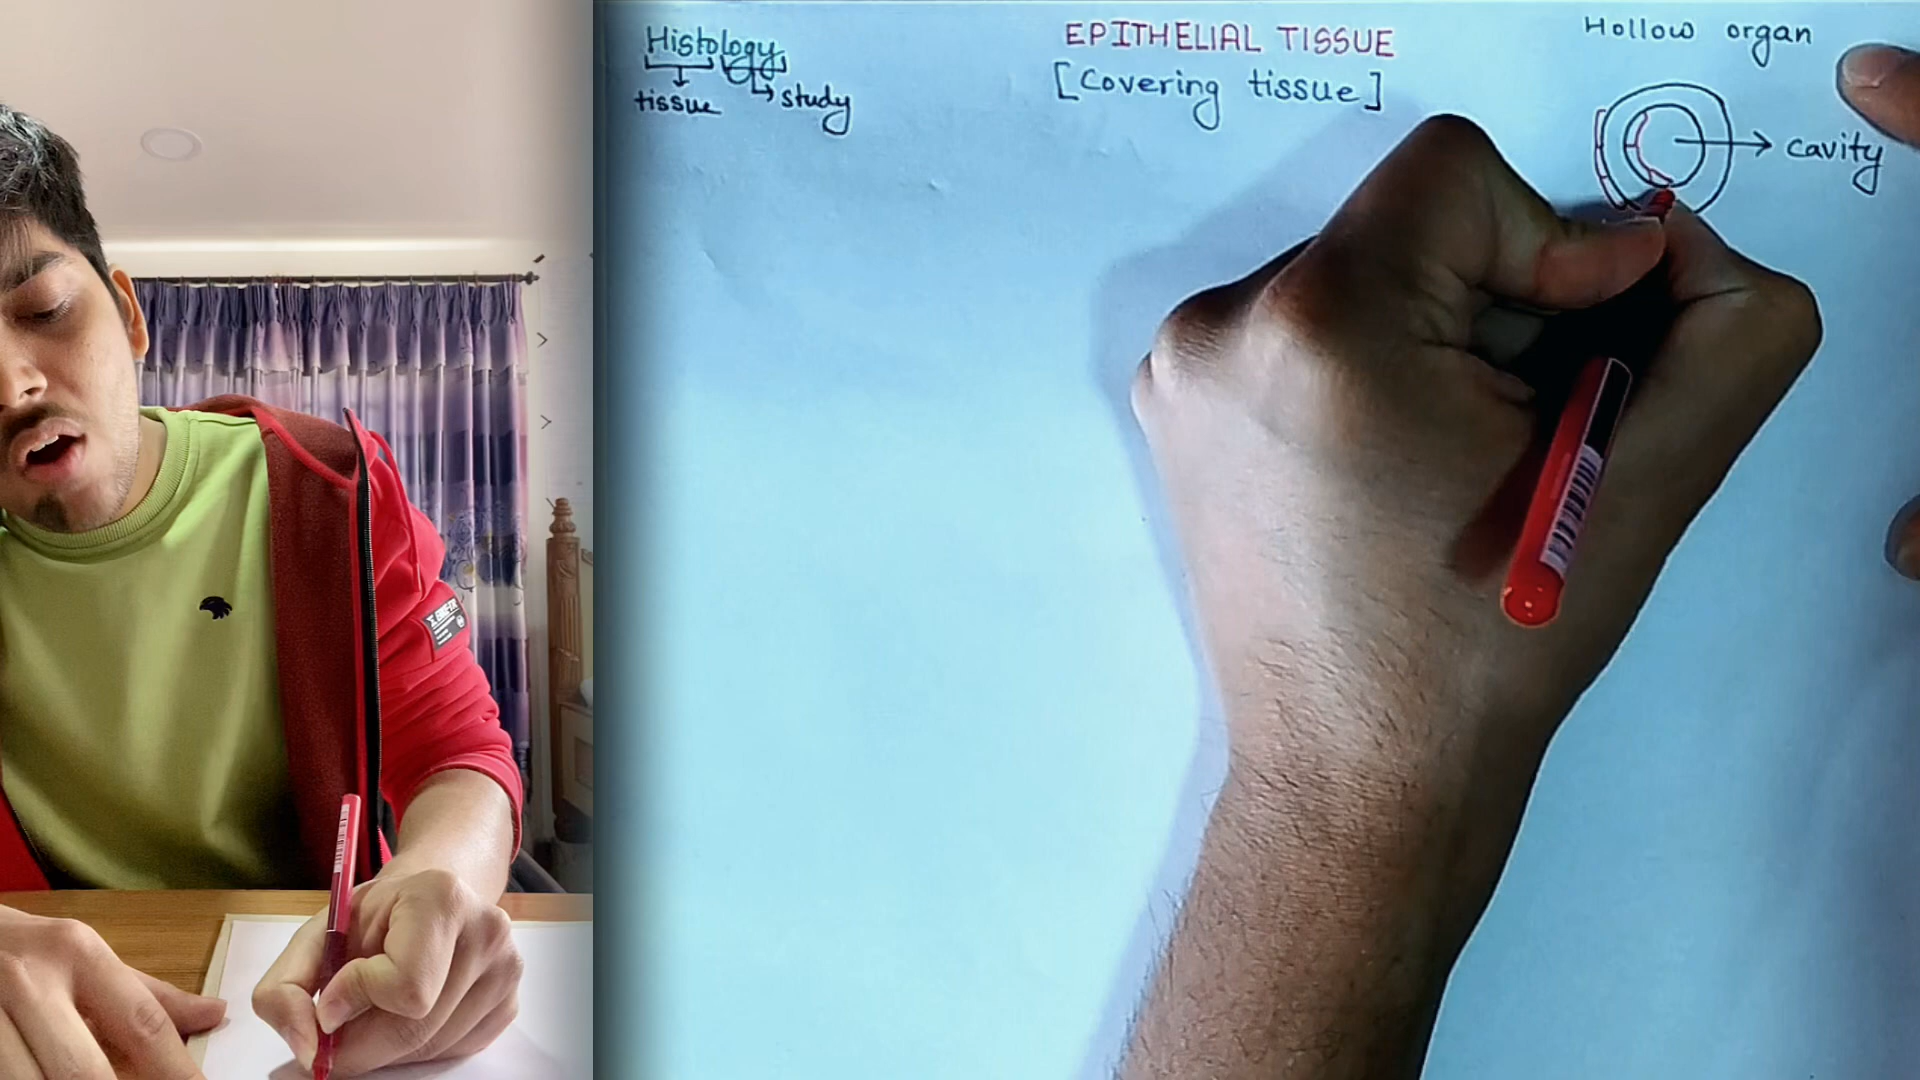 Histology
tissue
study
EPITHELIAL TISSUE
[Covering tissue]
Hollow organ
cavity